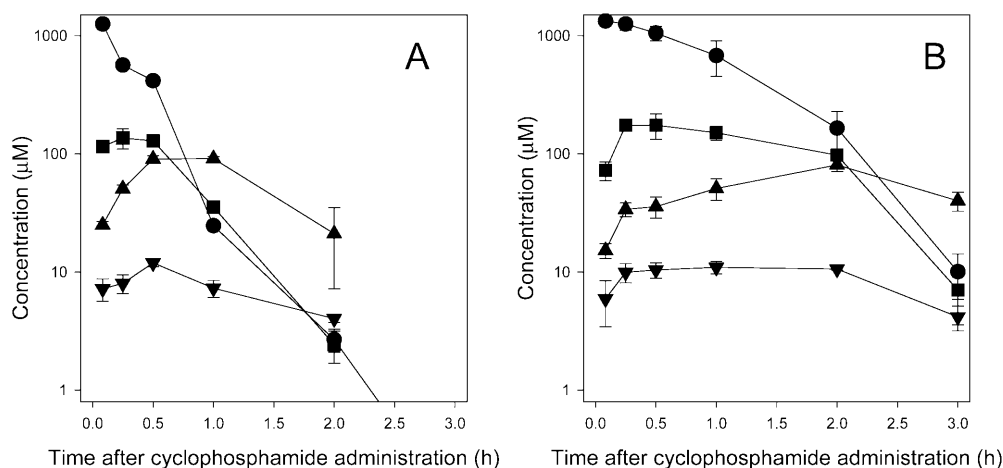 A
Concentration (µM)
1000
100
10
1
0.0 0.5 1.0 1.5 2.0 2.5 3.0
Time after cyclophosphamide administration (h)
B
Concentration (µM)
1000
100
10
1
0.0 0.5 1.0 1.5 2.0 2.5 3.0
Time after cyclophosphamide administration (h)